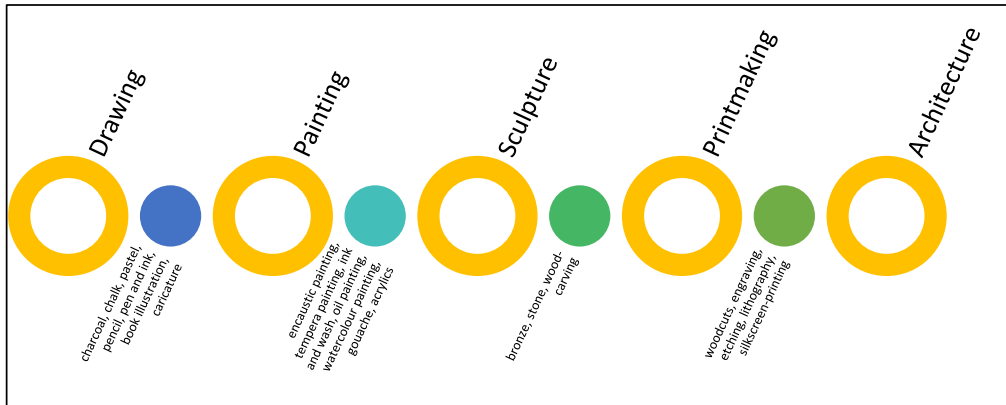 Drawing
charcoal, chalk, pastel,
pencil, pen and ink,
book illustration,
caricature
Painting
encaustic painting,
tempera painting, ink
and wash, oil painting,
watercolour painting,
gouache, acrylics
Sculpture
bronze, stone, wood-
carving
Printmaking
woodcuts, engraving,
etching, lithography,
silkscreen-printing
Architecture